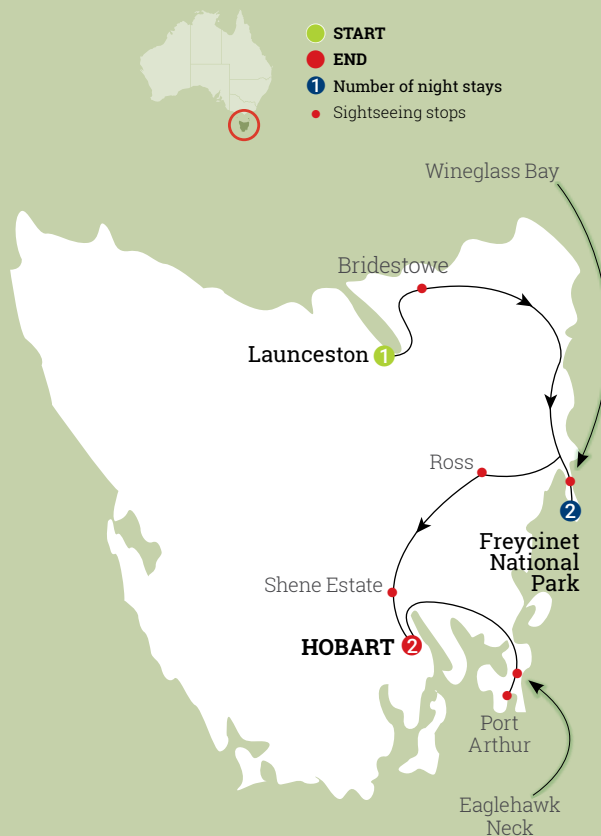 START
END
1 Number of night stays
Sightseeing stops
Wineglass Bay
Bridestowe
Launceston 1
Ross
2
Freycinet
National
Park
Shene Estate
HOBART 2
Port
Arthur
Eaglehawk
Neck